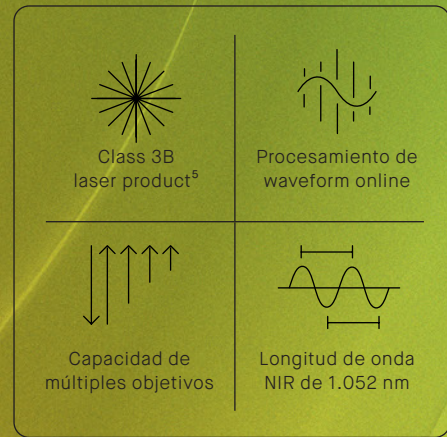 Class 3B
laser product⁵
Procesamiento de
waveform online
Capacidad de
múltiples objetivos
Longitud de onda
NIR de 1.052 nm